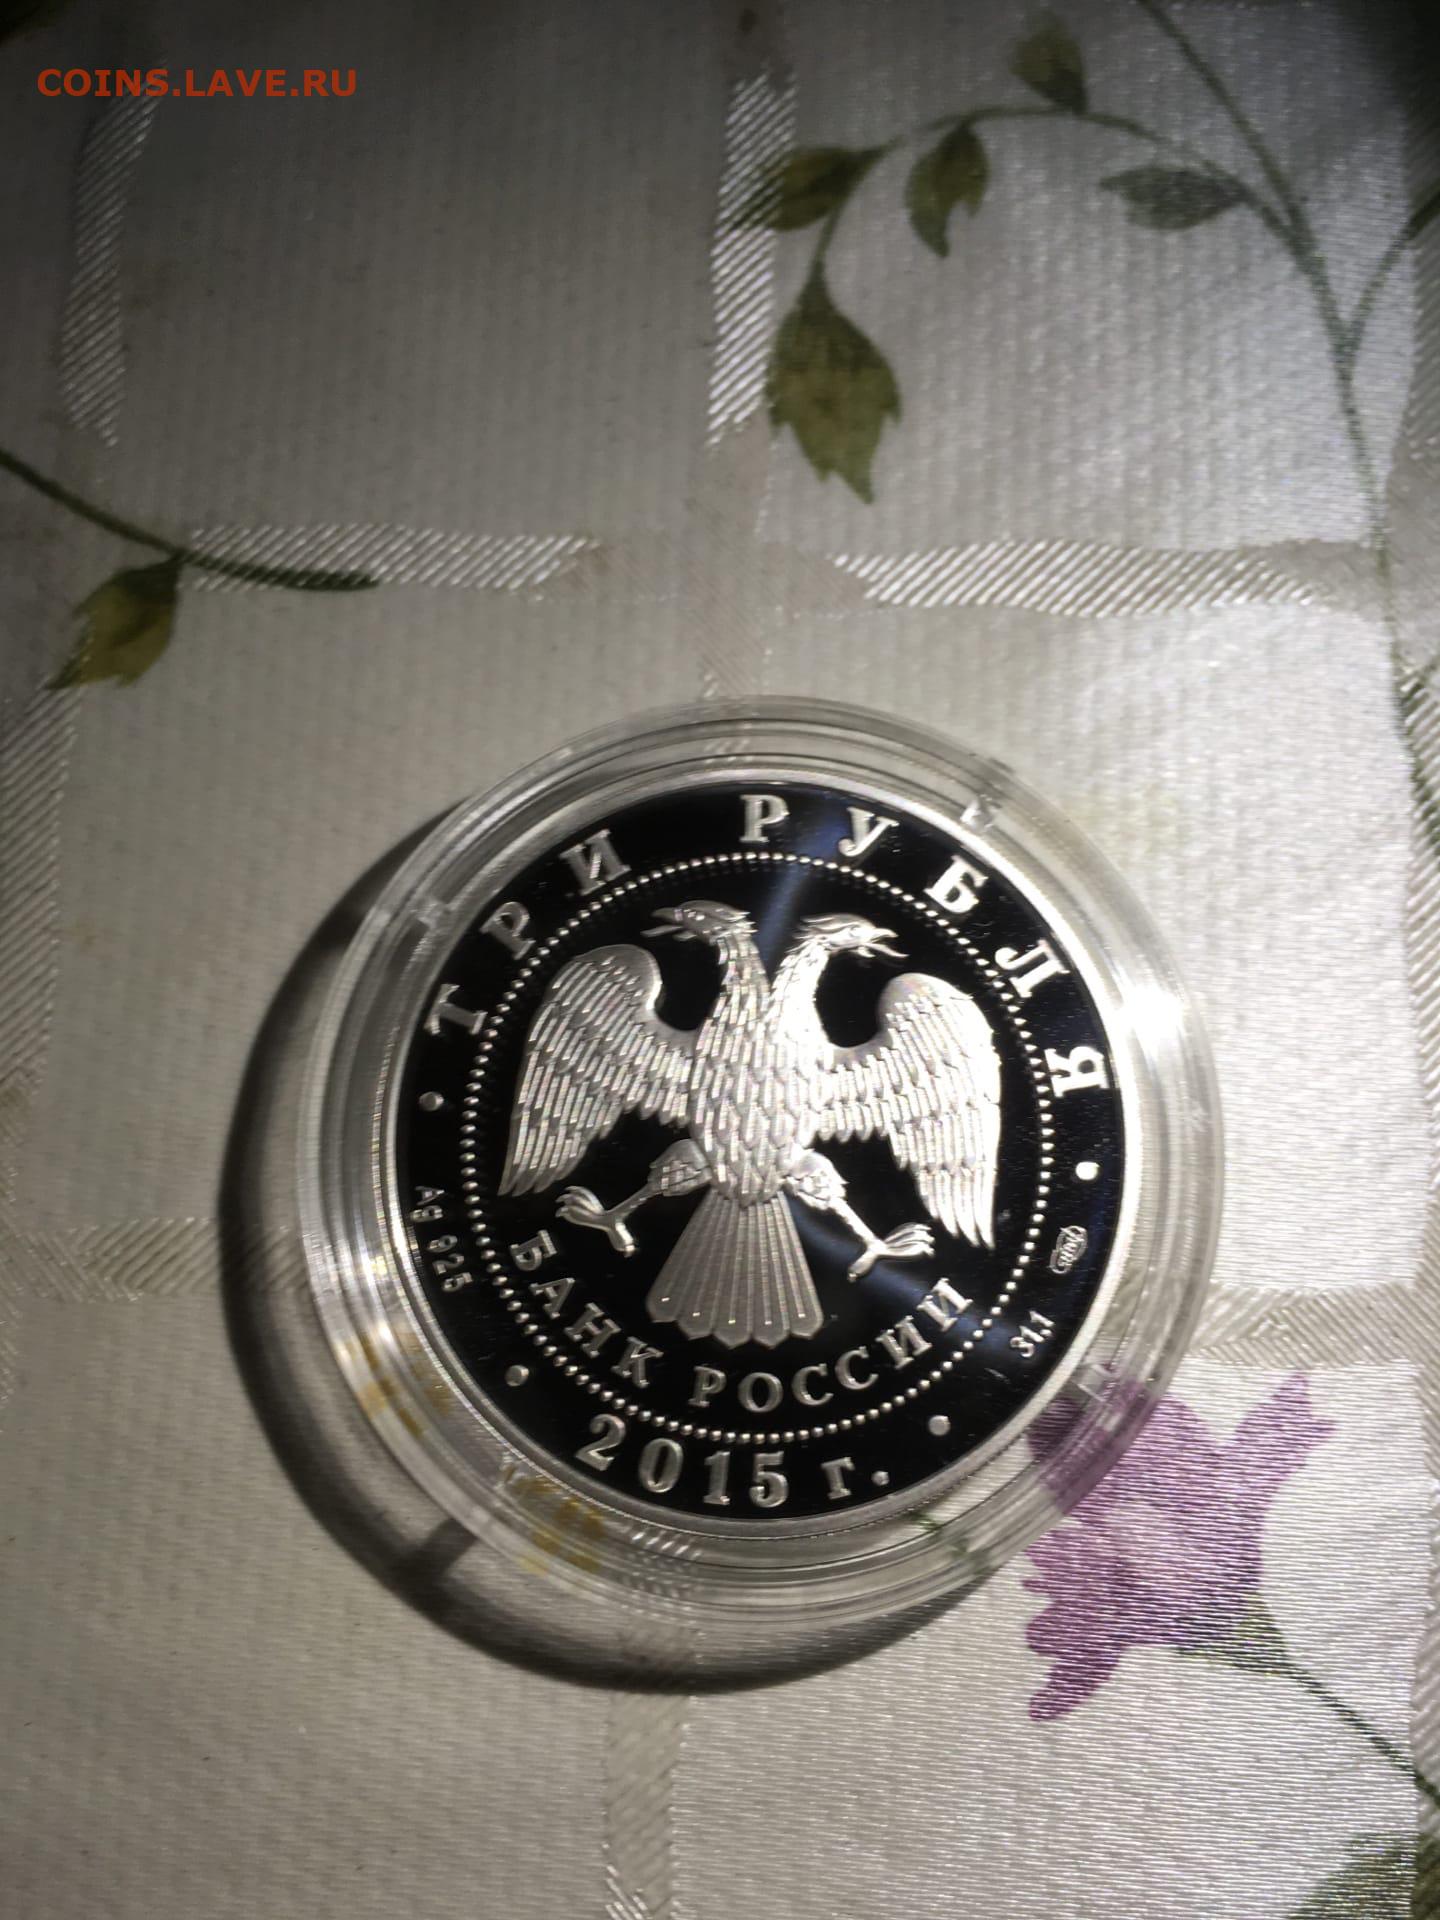 COINS.LAVE.RU
• ТРИ РУБЛЯ •
Ag 925
31,1
БАНК РОССИИ
• 2015 г. •